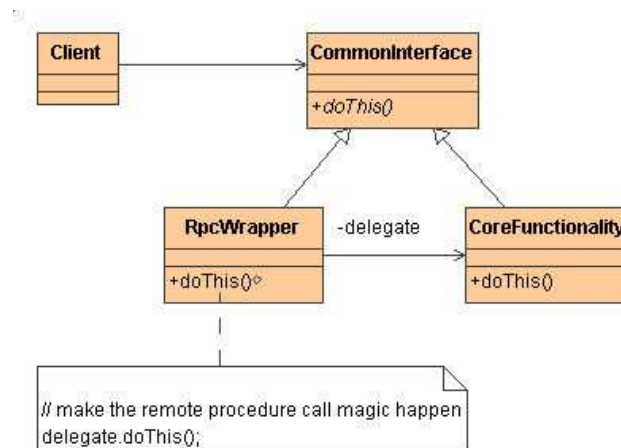 Client
CommonInterface
+doThis()
RpcWrapper
-delegate
CoreFunctionality
+doThis()
+doThis()
// make the remote procedure call magic happen
delegate.doThis();